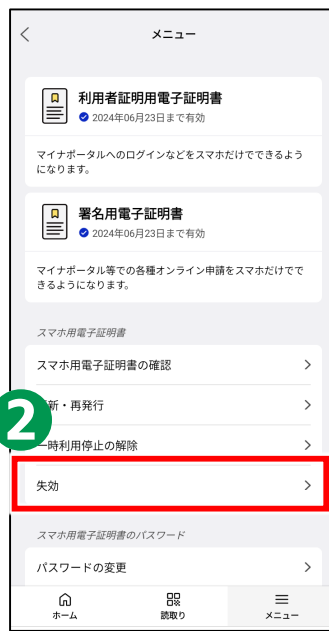 メニュー
利用者証明用電子証明書
2024年06月23日まで有効
マイナポータルへのログインなどをスマホだけでできるよう
になります。
署名用電子証明書
2024年06月23日まで有効
マイナポータル等での各種オンライン申請をスマホだけでで
きるようになります。
スマホ用電子証明書
スマホ用電子証明書の確認
新・再発行
2
一時利用停止の解除
失効
スマホ用電子証明書のパスワード
パスワードの変更
ホーム
読取り
メニュー